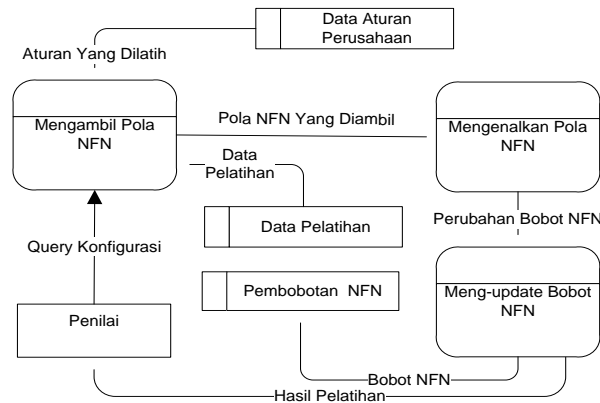 Data Aturan
Perusahaan
Aturan Yang Dilatih
Mengambil Pola
NFN
Pola NFN Yang Diambil
Mengenalkan Pola
NFN
Data
Pelatihan
Data Pelatihan
Perubahan Bobot NFN
Query Konfigurasi
Pembobotan NFN
Meng-update Bobot
NFN
Penilai
Bobot NFN
Hasil Pelatihan